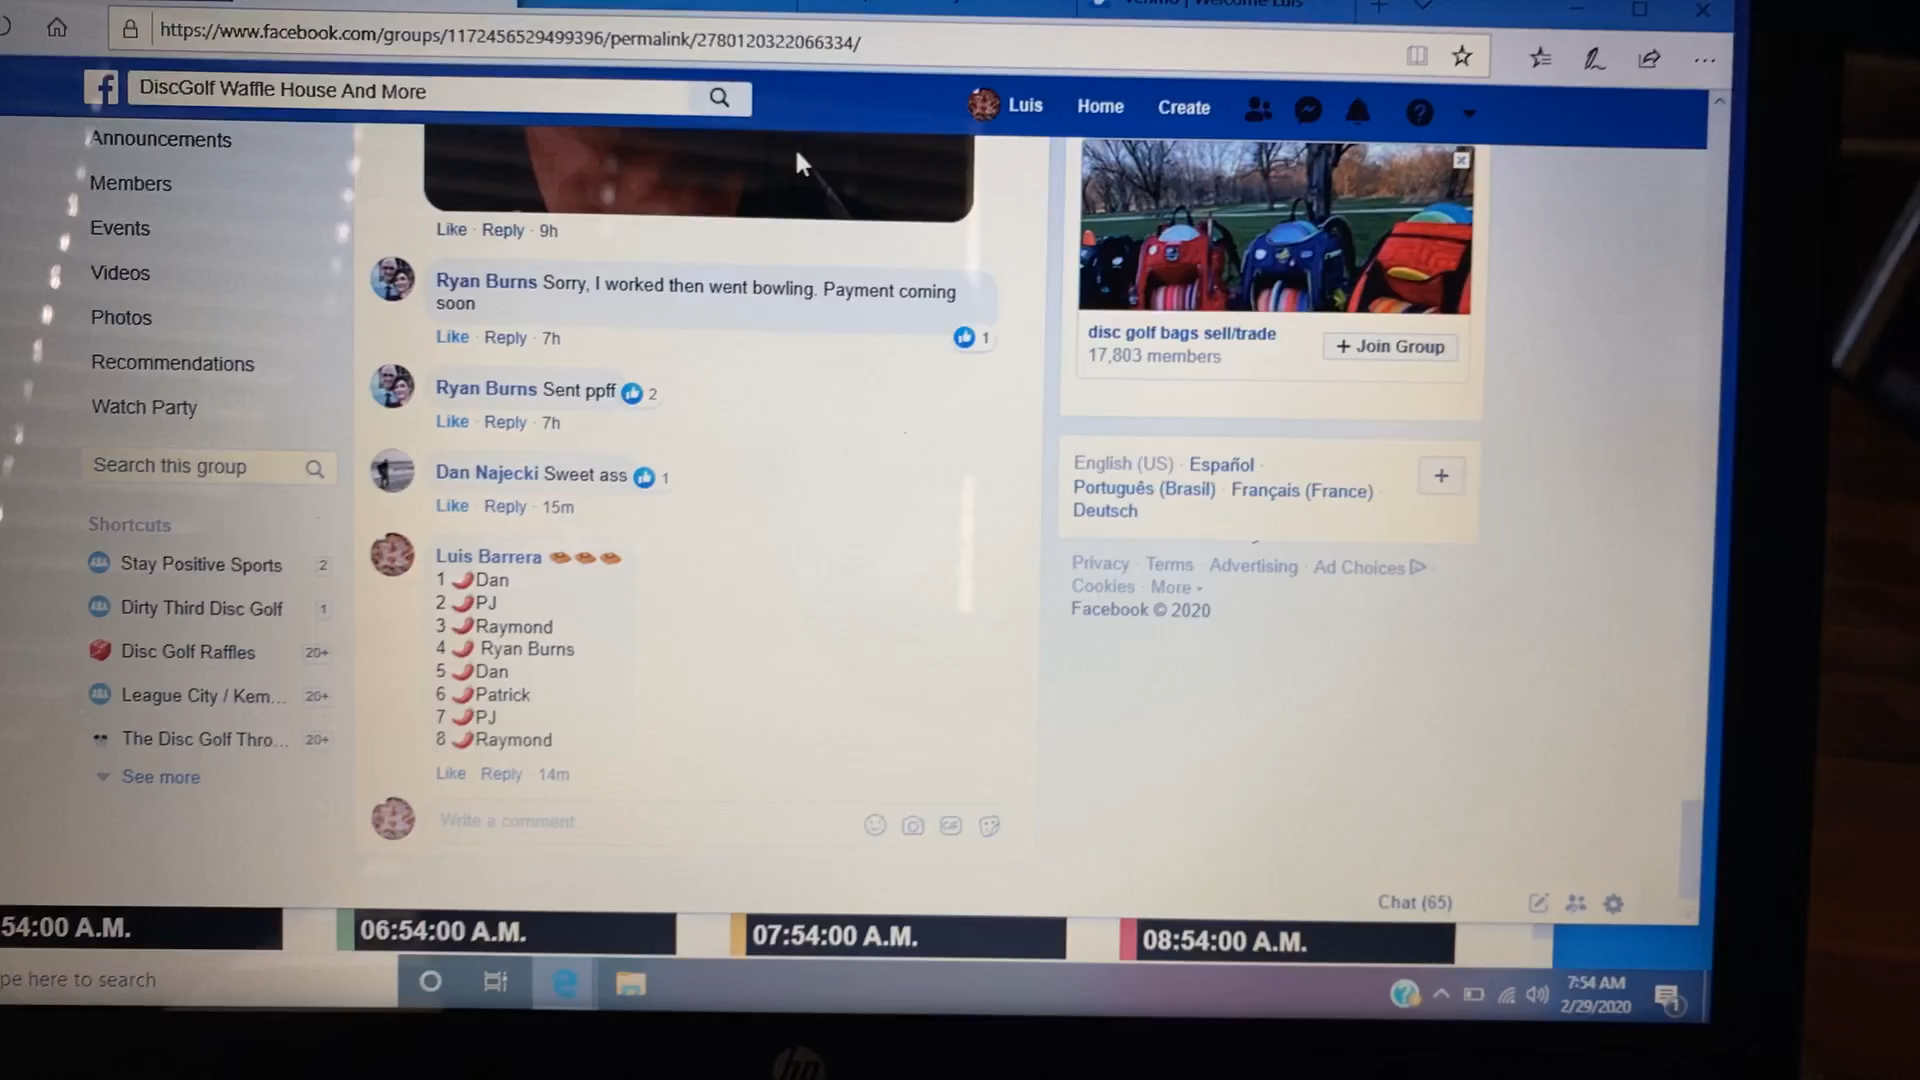 Venmo | Welcome Luis
https://www.facebook.com/groups/1172456529499396/permalink/2780120322066334/
DiscGolf Waffle House And More
Luis
Home
Create
Announcements
Members
Events
Videos
Photos
Recommendations
Watch Party
Search this group
Shortcuts
Stay Positive Sports 2
Dirty Third Disc Golf 1
Disc Golf Raffles 20+
League City / Kem... 20+
The Disc Golf Thro... 20+
See more
Like · Reply · 9h
Ryan Burns Sorry, I worked then went bowling. Payment coming
soon
Like · Reply · 7h
1
Ryan Burns Sent ppff 2
Like · Reply · 7h
Dan Najecki Sweet ass 1
Like · Reply · 15m
Luis Barrera
1 🌶️Dan
2 🌶️PJ
3 🌶️Raymond
4 🌶️ Ryan Burns
5 🌶️Dan
6 🌶️Patrick
7 🌶️PJ
8 🌶️Raymond
Like Reply 14m
Write a comment...
GIF
disc golf bags sell/trade
17,803 members
+ Join Group
English (US) · Español ·
Português (Brasil) · Français (France) ·
Deutsch
Privacy · Terms · Advertising · Ad Choices
Cookies · More
Facebook © 2020
Chat (65)
54:00 A.M.
06:54:00 A.M.
07:54:00 A.M.
08:54:00 A.M.
pe here to search
7:54 AM
2/29/2020
1
hp